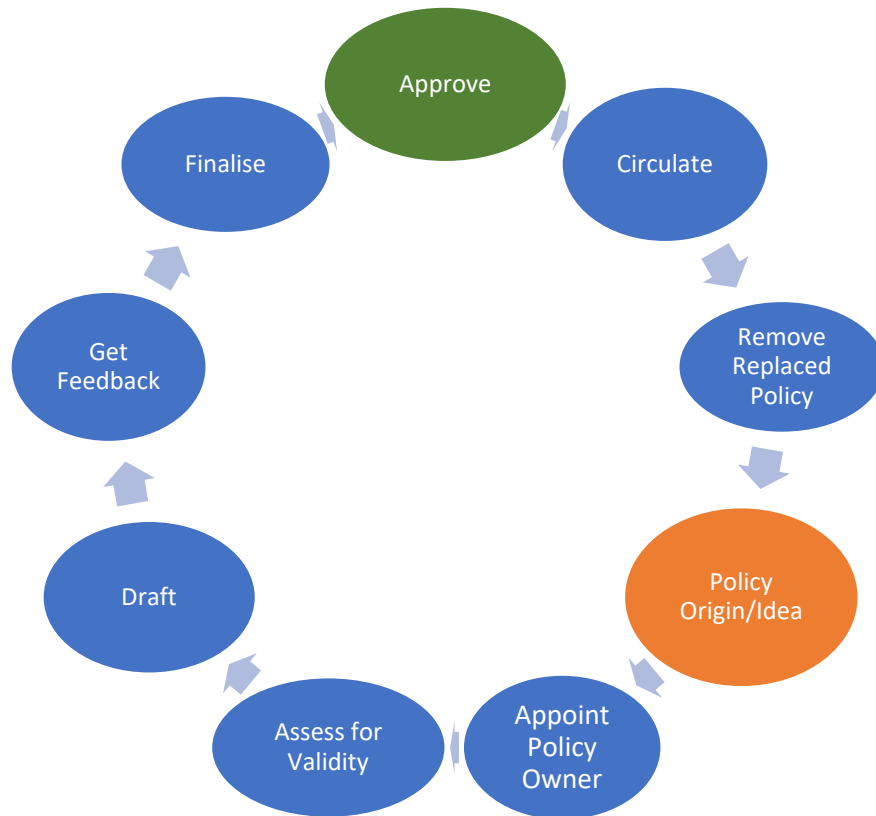 Approve
Circulate
Remove
Replaced
Policy
Policy
Origin/Idea
Appoint
Policy
Owner
Assess for
Validity
Draft
Get
Feedback
Finalise